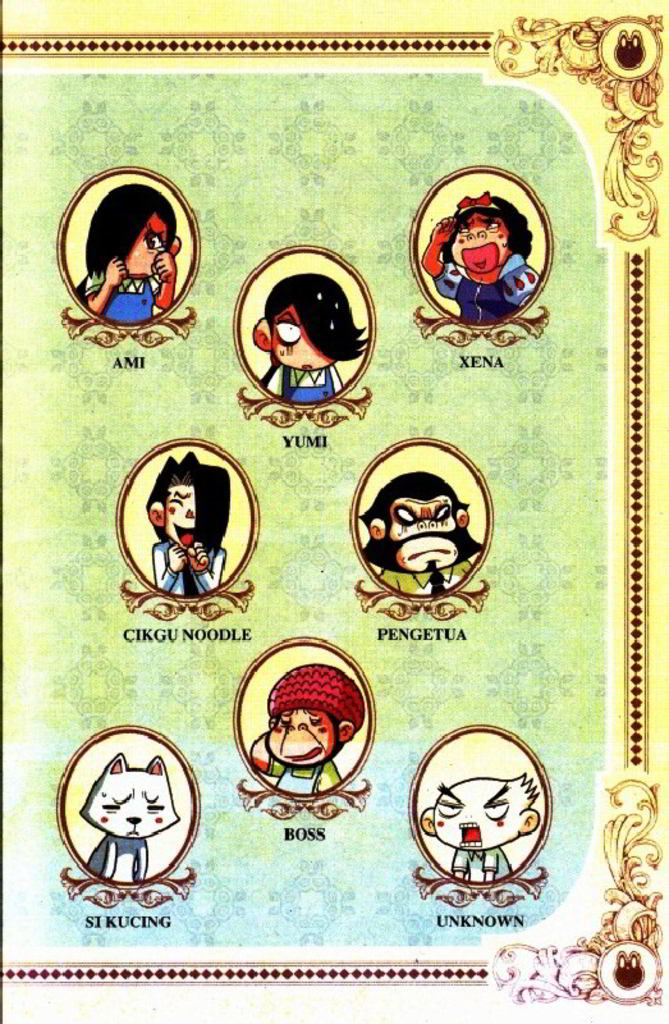 AMI
XENA
YUMI
CIKGU NOODLE
PENGETUA
BOSS
SI KUCING
UNKNOWN